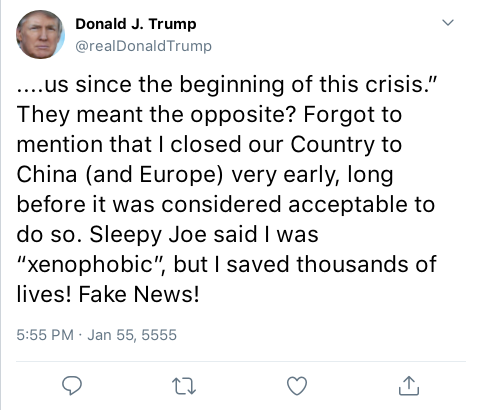 Donald J. Trump
@realDonaldTrump
....us since the beginning of this crisis.”
They meant the opposite? Forgot to
mention that I closed our Country to
China (and Europe) very early, long
before it was considered acceptable to
do so. Sleepy Joe said I was
“xenophobic”, but I saved thousands of
lives! Fake News!
5:55 PM · Jan 55, 5555